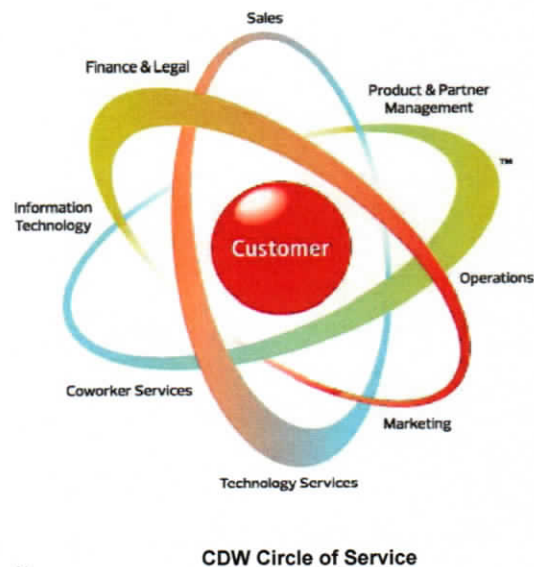 Sales
Finance & Legal
Product & Partner
Management
™
Information
Technology
Customer
Operations
Coworker Services
Marketing
Technology Services
CDW Circle of Service